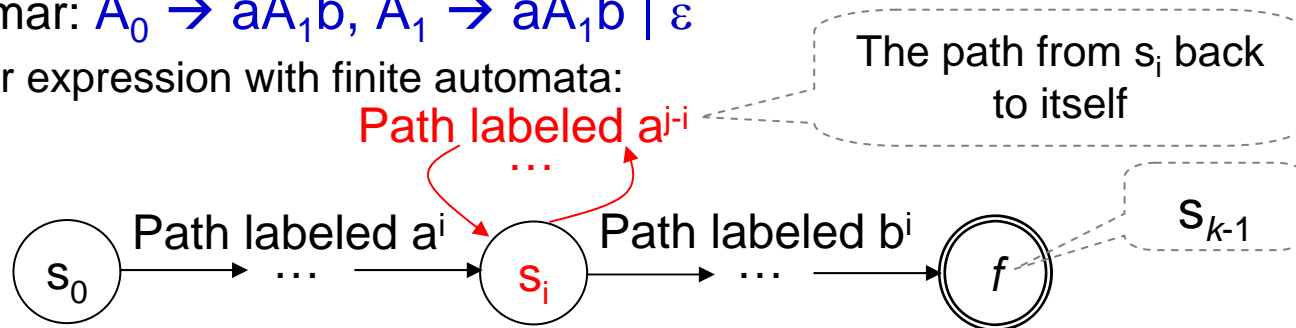 mar: A₀ → aA₁b, A₁ → aA₁b | ε
r expression with finite automata:
The path from sᵢ back
to itself
Path labeled aʲ⁻ⁱ
…
Path labeled aⁱ
Path labeled bⁱ
s₀
…
sᵢ
…
f
sₖ₋₁